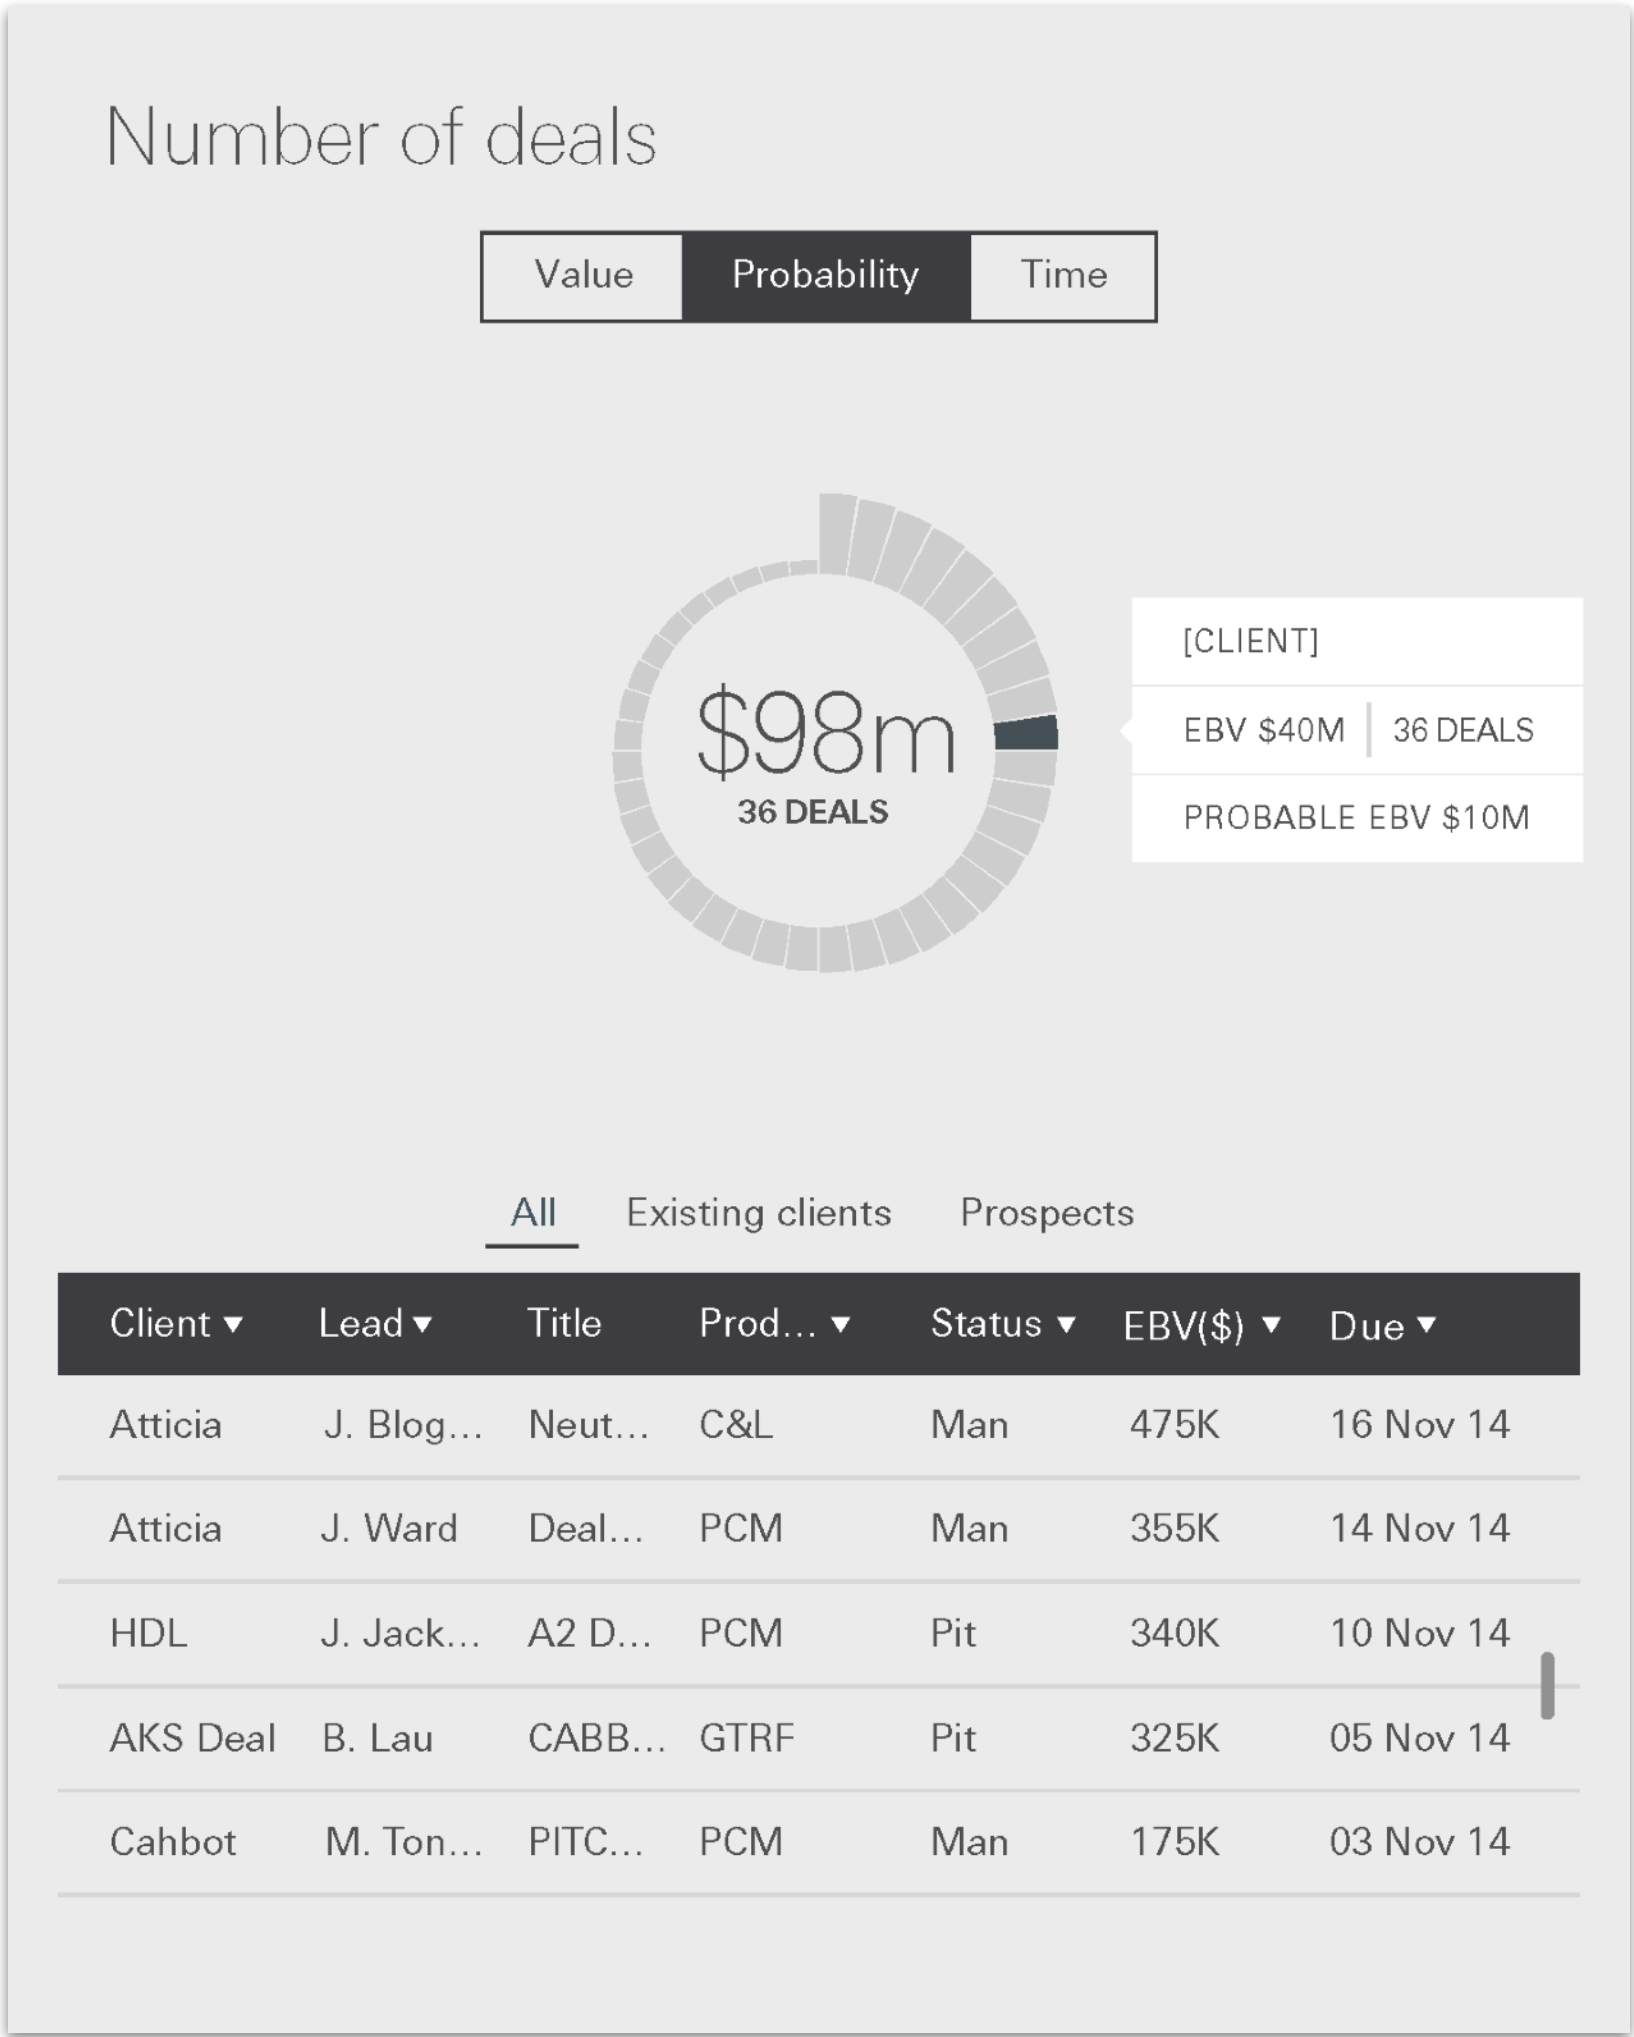 Number of deals
Value Probability Time
$98m
36 DEALS
[CLIENT]
EBV $40M | 36 DEALS
PROBABLE EBV $10M
All Existing clients Prospects
Client ▼ Lead ▼ Title Prod... ▼ Status ▼ EBV($) ▼ Due ▼
Atticia J. Blog... Neut... C&L Man 475K 16 Nov 14
Atticia J. Ward Deal... PCM Man 355K 14 Nov 14
HDL J. Jack... A2 D... PCM Pit 340K 10 Nov 14
AKS Deal B. Lau CABB... GTRF Pit 325K 05 Nov 14
Cahbot M. Ton... PITC... PCM Man 175K 03 Nov 14